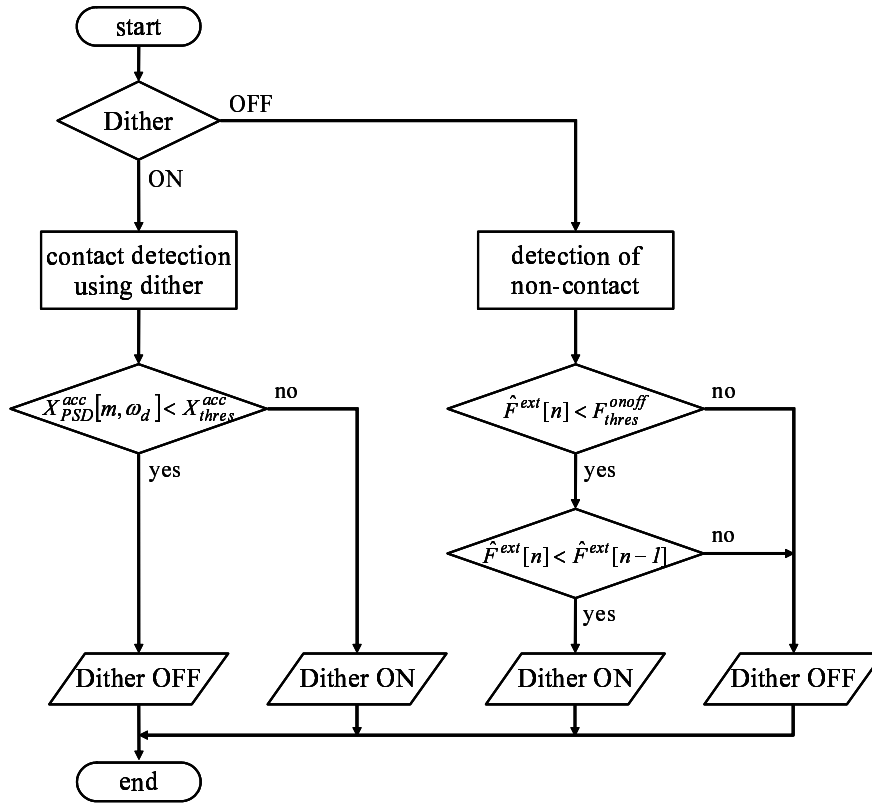 start
Dither
OFF
ON
contact detection
using dither
detection of
non-contact
X^{acc}_{PSD}[m, ω_d] < X^{acc}_{thres}
no
yes
F̂^{ext}[n] < F^{onoff}_{thres}
no
yes
F̂^{ext}[n] < F̂^{ext}[n − 1]
no
yes
Dither OFF
Dither ON
Dither ON
Dither OFF
end